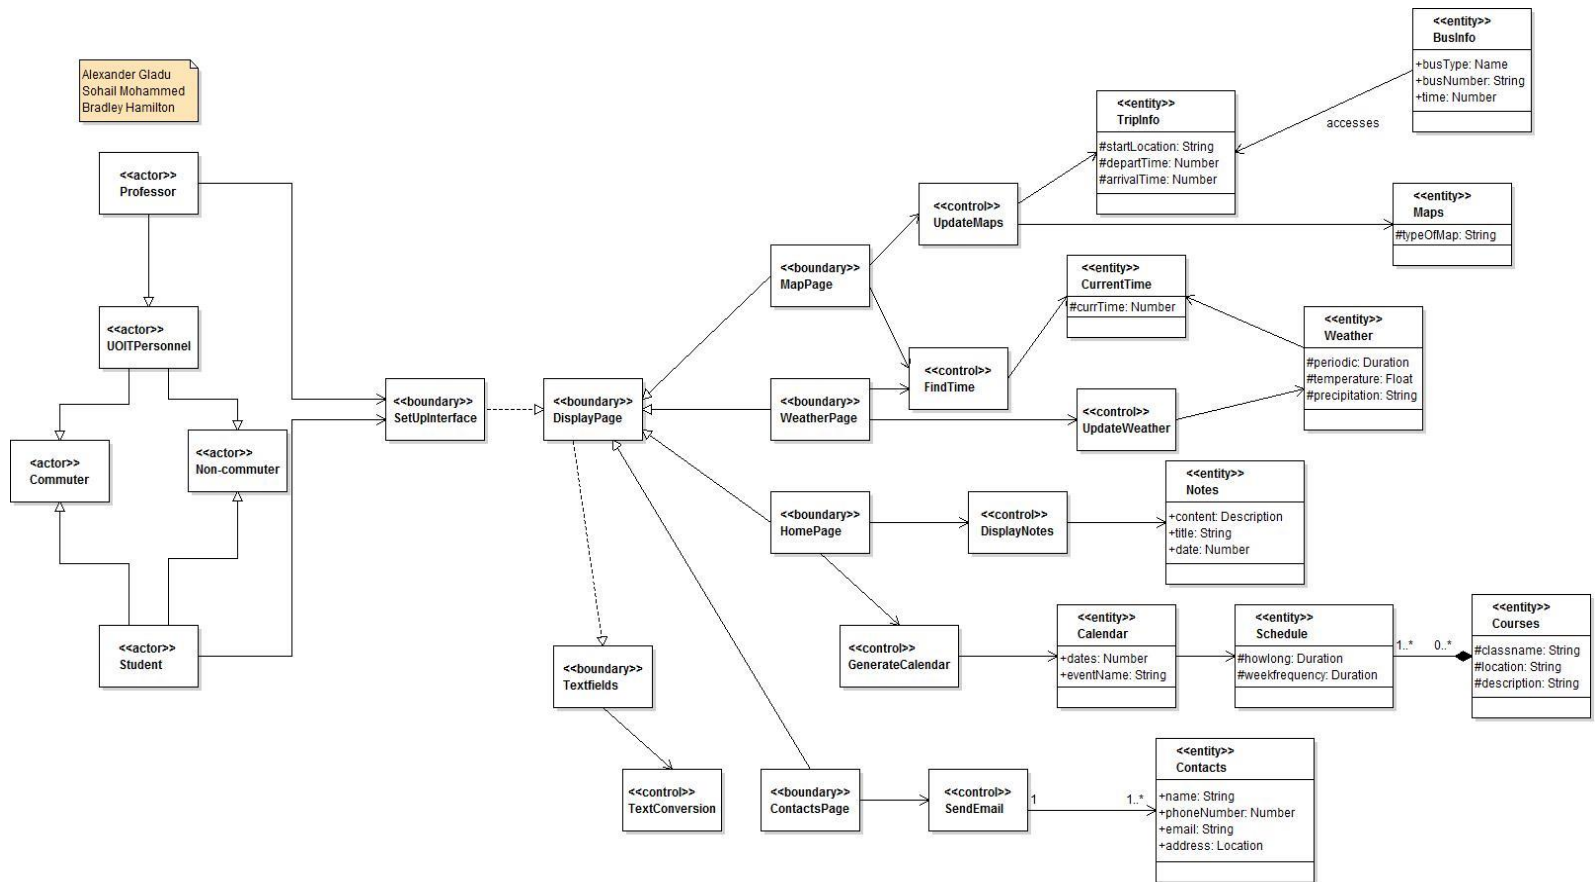 Alexander Gladu
Sohail Mohammed
Bradley Hamilton
<<actor>>
Professor
<<actor>>
UOITPersonnel
<actor>>
Commuter
<<actor>>
Non-commuter
<<actor>>
Student
<<boundary>>
SetUpInterface
<<boundary>>
DisplayPage
<<boundary>>
Textfields
<<control>>
TextConversion
<<boundary>>
MapPage
<<boundary>>
WeatherPage
<<boundary>>
HomePage
<<boundary>>
ContactsPage
<<control>>
UpdateMaps
<<control>>
FindTime
<<control>>
UpdateWeather
<<control>>
DisplayNotes
<<control>>
GenerateCalendar
<<control>>
SendEmail
1
1..*
<<entity>>
TripInfo
#startLocation: String
#departTime: Number
#arrivalTime: Number
accesses
<<entity>>
BusInfo
+busType: Name
+busNumber: String
+time: Number
<<entity>>
Maps
#typeOfMap: String
<<entity>>
CurrentTime
#currTime: Number
<<entity>>
Weather
#periodic: Duration
#temperature: Float
#precipitation: String
<<entity>>
Notes
+content: Description
+title: String
+date: Number
<<entity>>
Calendar
+dates: Number
+eventName: String
<<entity>>
Schedule
#howlong: Duration
#weekfrequency: Duration
1..*
0..*
<<entity>>
Courses
#classname: String
#location: String
#description: String
<<entity>>
Contacts
+name: String
+phoneNumber: Number
+email: String
+address: Location